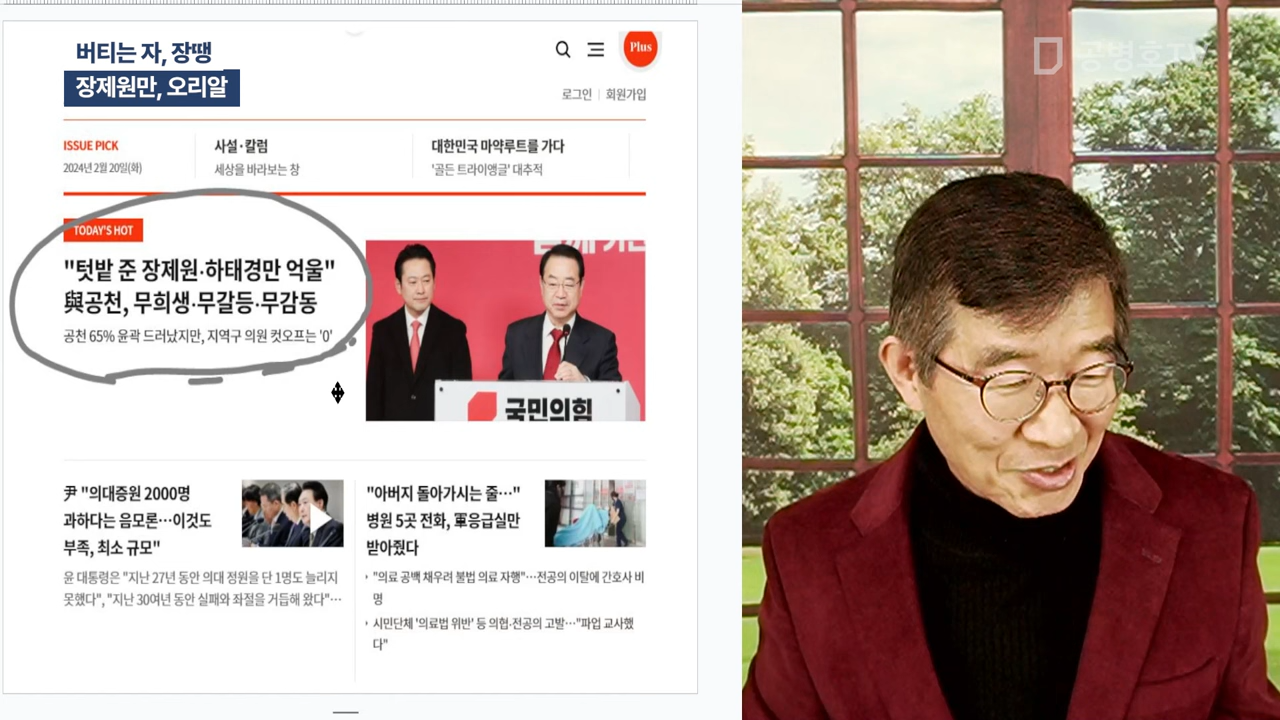 버티는 자, 장땡
장제원만, 오리알
Plus
로그인 | 회원가입
ISSUE PICK
2024년 2월 20일(화)
사설·칼럼
세상을 바라보는 창
대한민국 마약루트를 가다
'골든 트라이앵글' 대추적
TODAY'S HOT
"텃밭 준 장제원·하태경만 억울"
與공천, 무희생·무갈등·무감동
공천 65% 윤곽 드러났지만, 지역구 의원 컷오프는 '0'
국민의힘
尹 "의대증원 2000명
과하다는 음모론…이것도
부족, 최소 규모"
윤 대통령은 "지난 27년 동안 의대 정원을 단 1명도 늘리지
못했다", "지난 30여년 동안 실패와 좌절을 거듭해 왔다"…
"아버지 돌아가시는 줄…"
병원 5곳 전화, 軍응급실만
받아줬다
"의료 공백 채우려 불법 의료 자행"…전공의 이탈에 간호사 비
명
시민단체 '의료법 위반' 등 의협·전공의 고발…"파업 교사했
다"
공병호TV